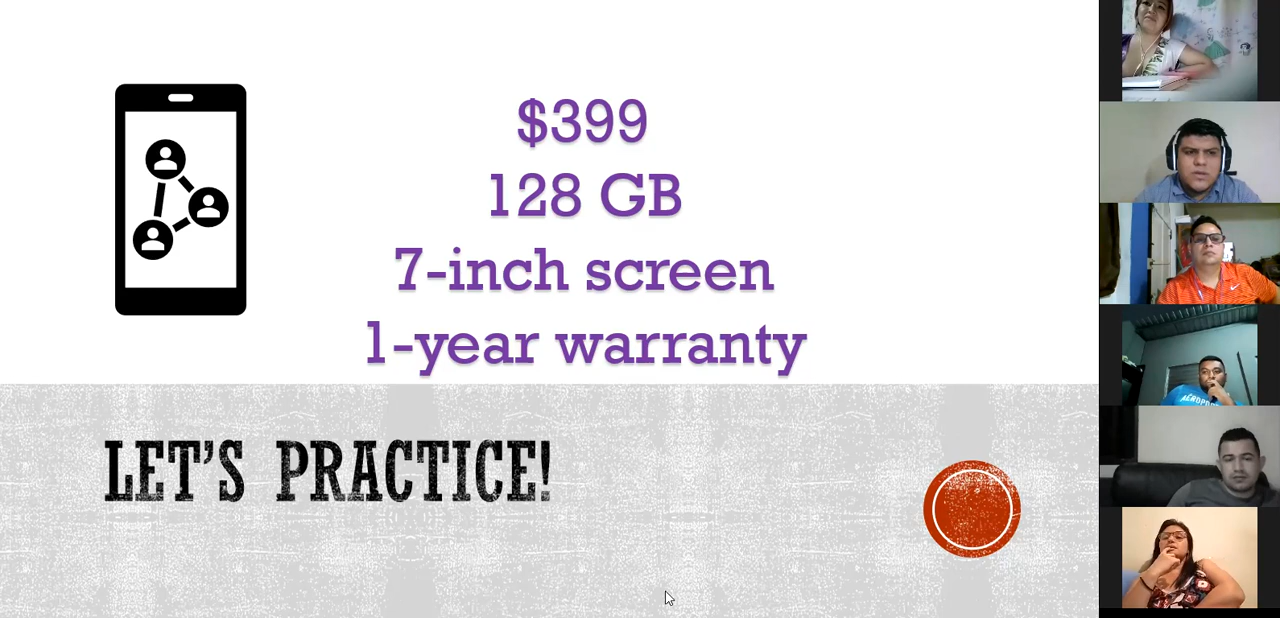 $399
128 GB
7-inch screen
1-year warranty
LET'S PRACTICE!